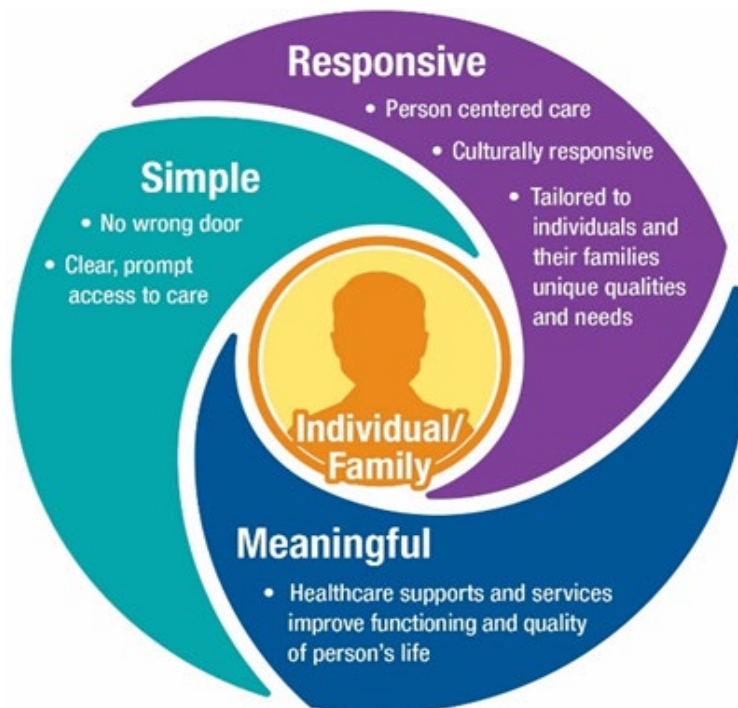 Responsive
• Person centered care
• Culturally responsive
• Tailored to
individuals and
their families
unique qualities
and needs
Simple
• No wrong door
• Clear, prompt
access to care
Individual/
Family
Meaningful
• Healthcare supports and services
improve functioning and quality
of person's life